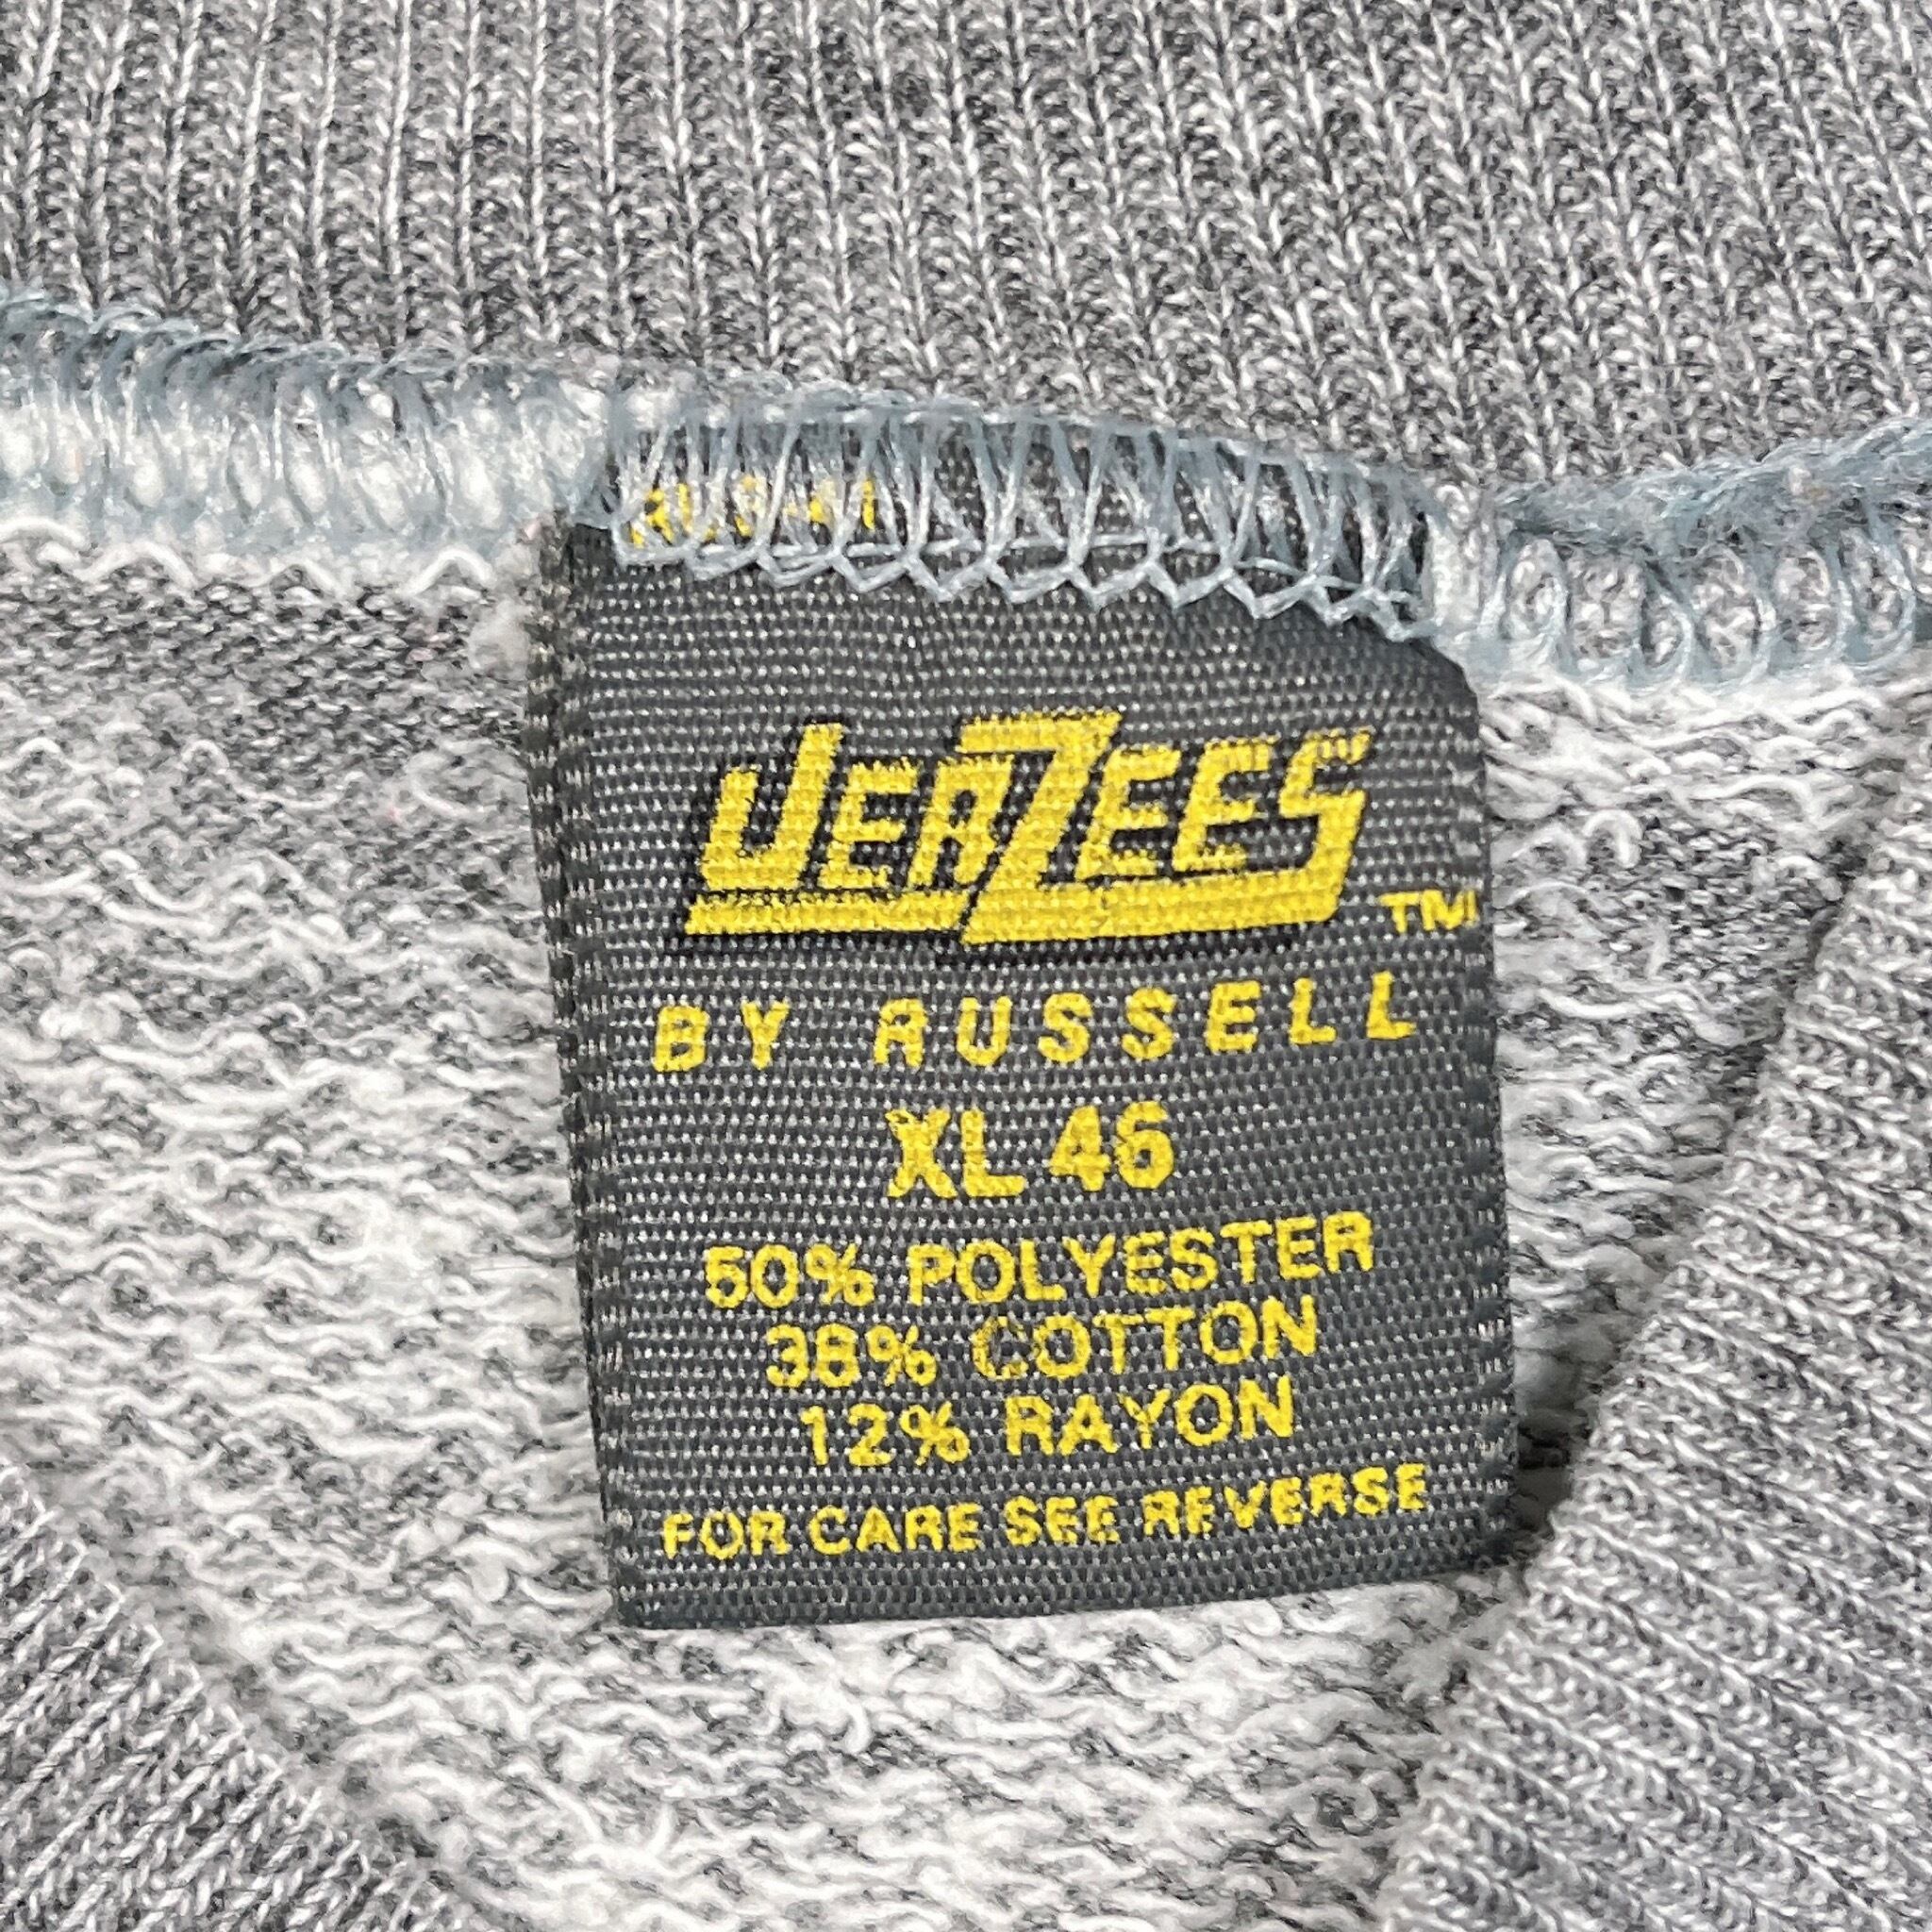 JERZEES TM
BY RUSSELL
XL 46
50% POLYESTER
38% COTTON
12% RAYON
FOR CARE SEE REVERSE